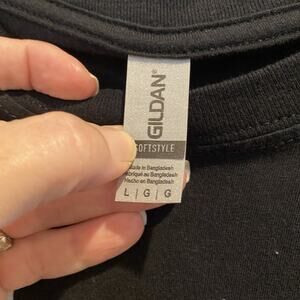 GILDAN®
SOFTSTYLE
Made in Bangladesh
Fabriqué au Bangladesh
Hecho en Bangladesh
L | G | G